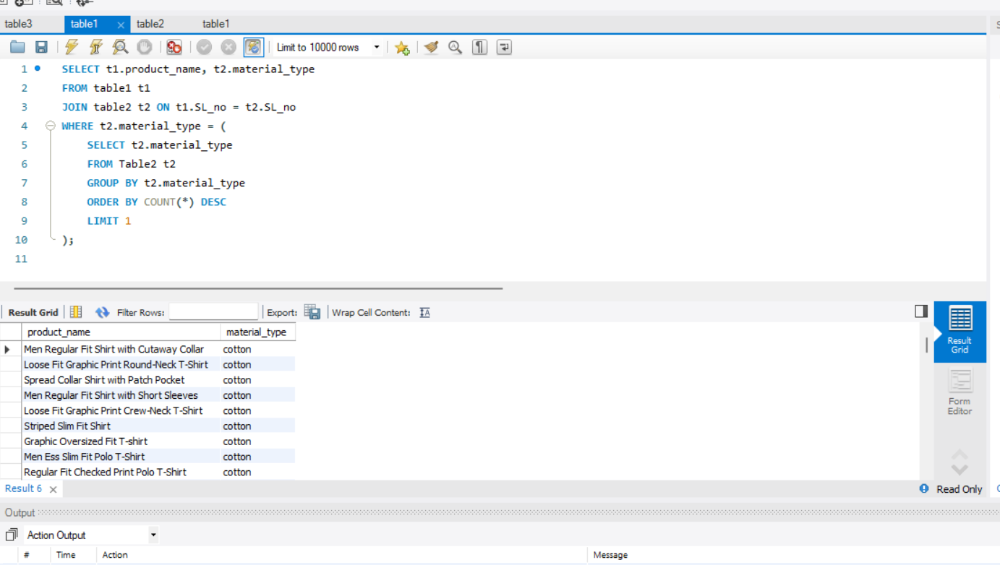 table3 table1 × table2 table1
Limit to 10000 rows
1 SELECT t1.product_name, t2.material_type
2 FROM table1 t1
3 JOIN table2 t2 ON t1.SL_no = t2.SL_no
4 WHERE t2.material_type = (
5 SELECT t2.material_type
6 FROM Table2 t2
7 GROUP BY t2.material_type
8 ORDER BY COUNT(*) DESC
9 LIMIT 1
10 );
11
Result Grid Filter Rows: Export: Wrap Cell Content:
product_name material_type
Men Regular Fit Shirt with Cutaway Collar cotton
Loose Fit Graphic Print Round-Neck T-Shirt cotton
Spread Collar Shirt with Patch Pocket cotton
Men Regular Fit Shirt with Short Sleeves cotton
Loose Fit Graphic Print Crew-Neck T-Shirt cotton
Striped Slim Fit Shirt cotton
Graphic Oversized Fit T-shirt cotton
Men Ess Slim Fit Polo T-Shirt cotton
Regular Fit Checked Print Polo T-Shirt cotton
Result
Grid
Form
Editor
Result 6 × Read Only
Output
Action Output
# Time Action Message